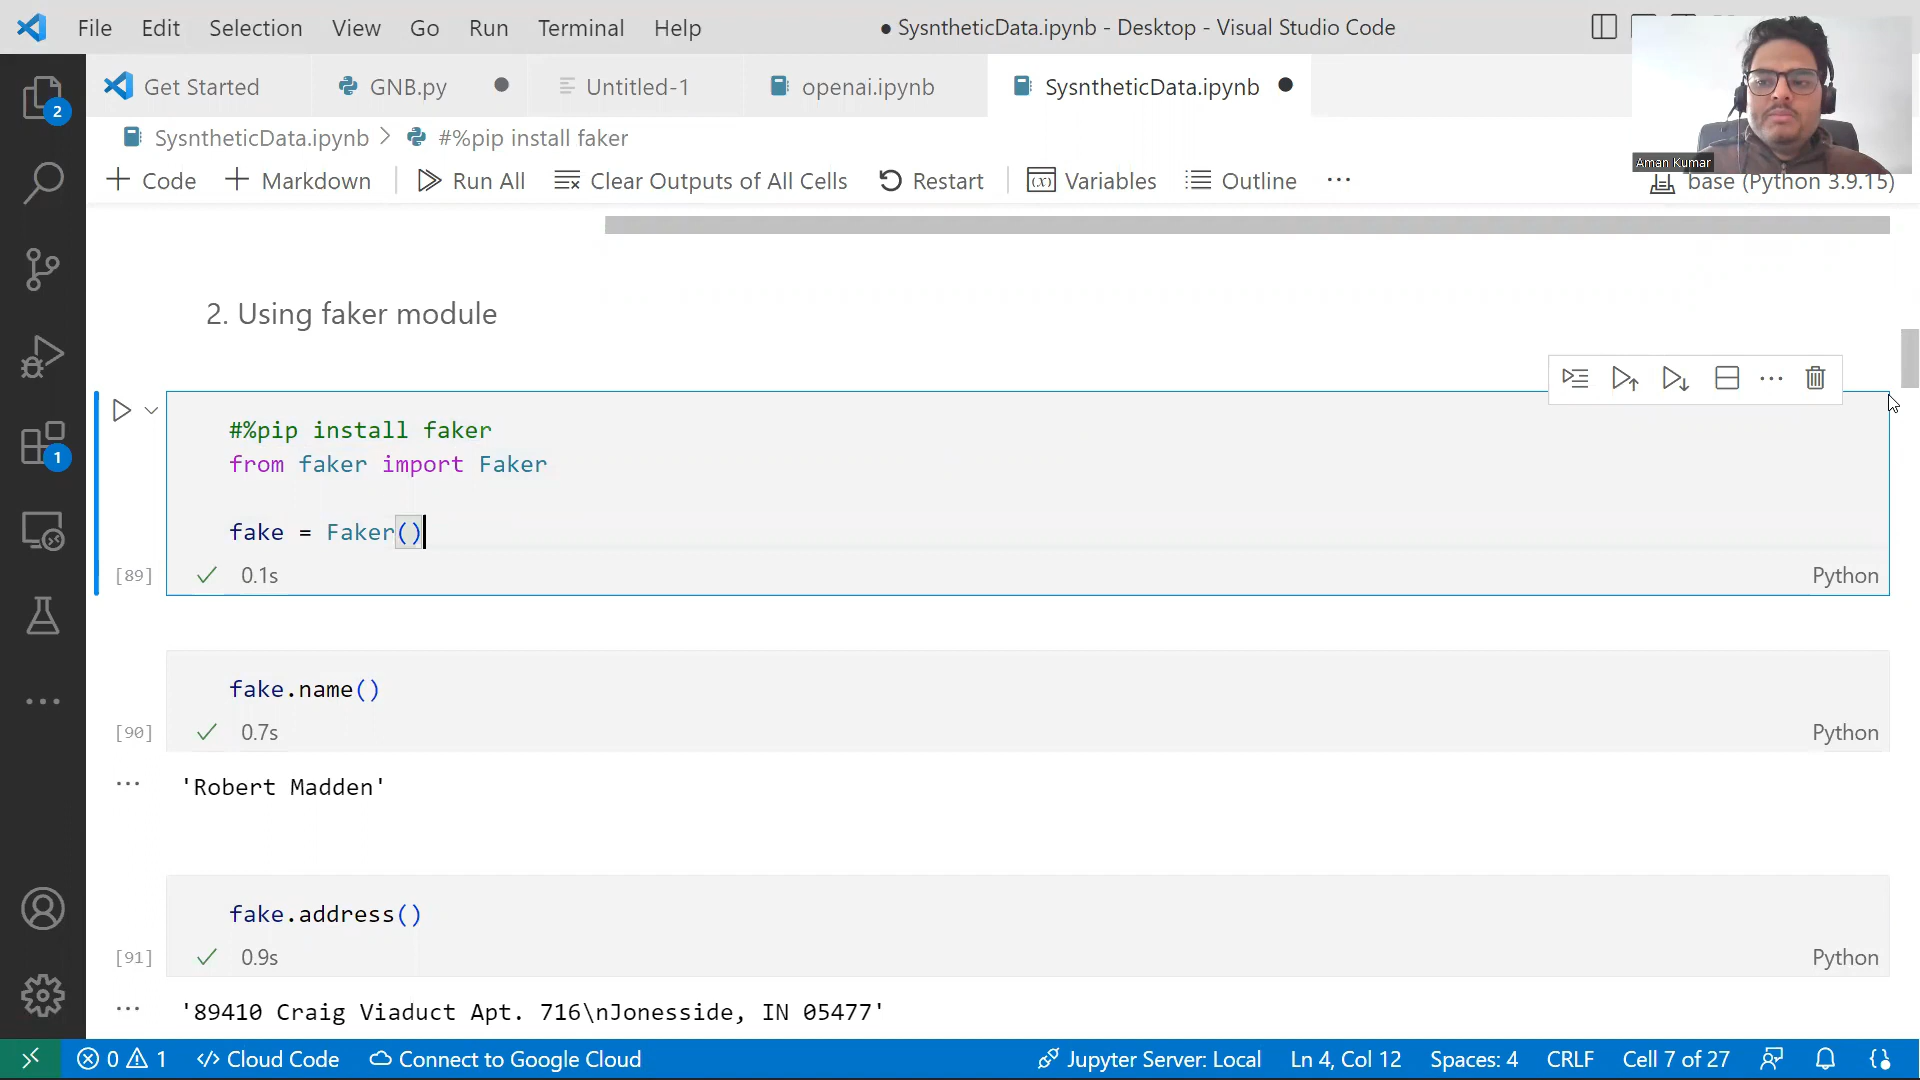 File Edit Selection View Go Run Terminal Help
● SysntheticData.ipynb - Desktop - Visual Studio Code
Get Started GNB.py Untitled-1 openai.ipynb SysntheticData.ipynb
SysntheticData.ipynb > #%pip install faker
Code Markdown Run All Clear Outputs of All Cells Restart Variables Outline ... base (Python 3.9.15)
Aman Kumar
2
1
2. Using faker module
#%pip install faker
from faker import Faker
fake = Faker()
[89] 0.1s Python
fake.name()
[90] 0.7s Python
... 'Robert Madden'
fake.address()
[91] 0.9s Python
... '89410 Craig Viaduct Apt. 716\nJonesside, IN 05477'
0 1 Cloud Code Connect to Google Cloud Jupyter Server: Local Ln 4, Col 12 Spaces: 4 CRLF Cell 7 of 27